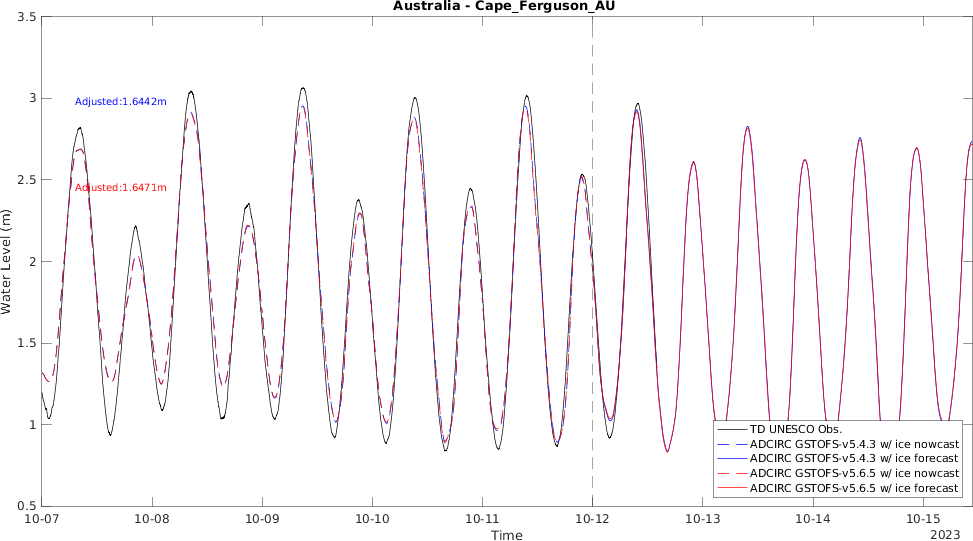 Australia - Cape_Ferguson_AU
3.5
Adjusted:1.6442m
3
Adjusted:1.6471m
2.5
Water Level (m)
2
1.5
1
0.5
TD UNESCO Obs.
ADCIRC GSTOFS-v5.4.3 w/ ice nowcast
ADCIRC GSTOFS-v5.4.3 w/ ice forecast
ADCIRC GSTOFS-v5.6.5 w/ ice nowcast
ADCIRC GSTOFS-v5.6.5 w/ ice forecast
10-07 10-08 10-09 10-10 10-11 10-12 10-13 10-14 10-15
Time
2023